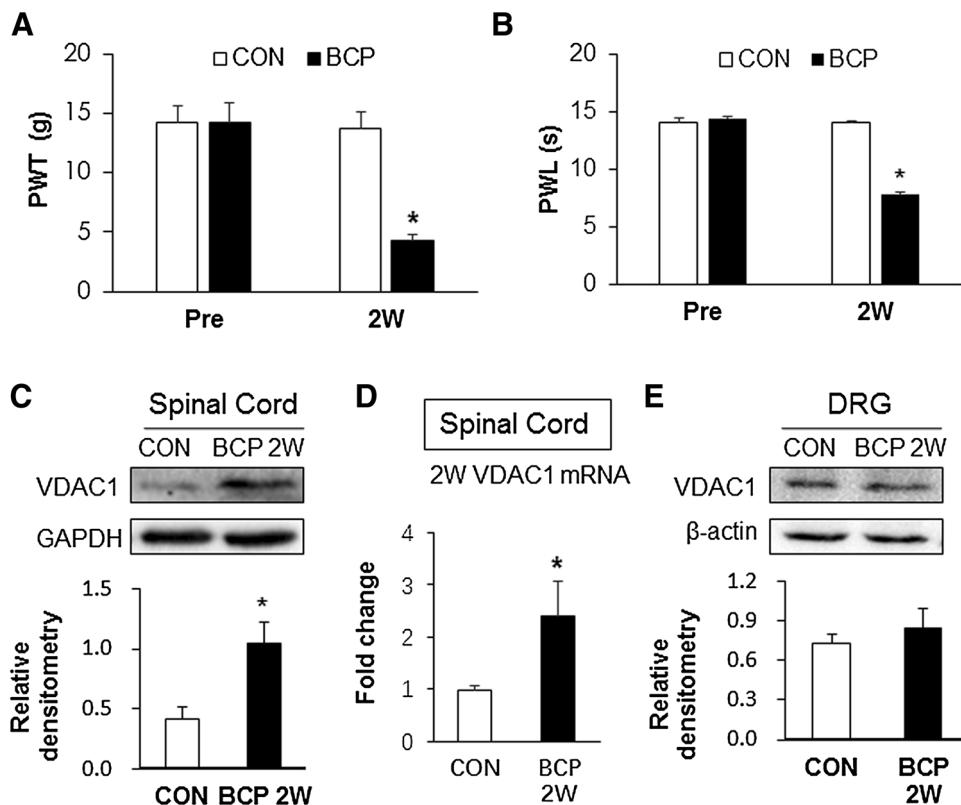 A
CON BCP
PWT (g)
20
15
10
5
0
*
Pre 2W
B
CON BCP
PWL (s)
20
15
10
5
0
*
Pre 2W
C
Spinal Cord
CON BCP 2W
VDAC1
GAPDH
Relative
densitometry
1.5
1.0
0.5
0.0
*
CON BCP 2W
D
Spinal Cord
2W VDAC1 mRNA
Fold change
4
3
2
1
0
*
CON BCP
2W
E
DRG
CON BCP 2W
VDAC1
β-actin
Relative
densitometry
1.2
0.9
0.6
0.3
0.0
CON BCP
2W